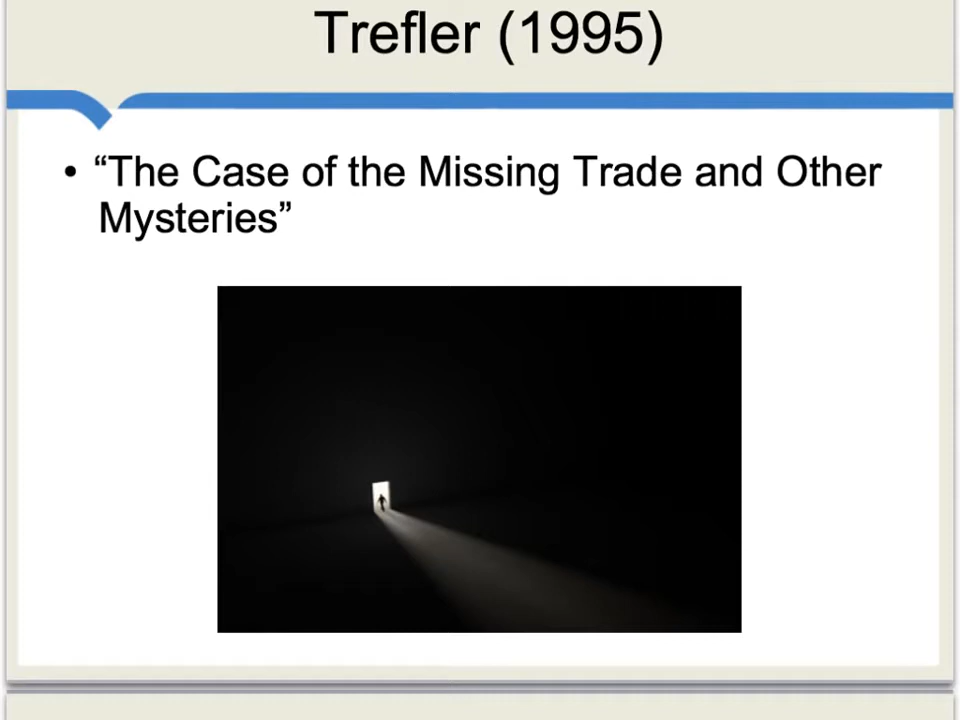 Trefler (1995)
• “The Case of the Missing Trade and Other
Mysteries”